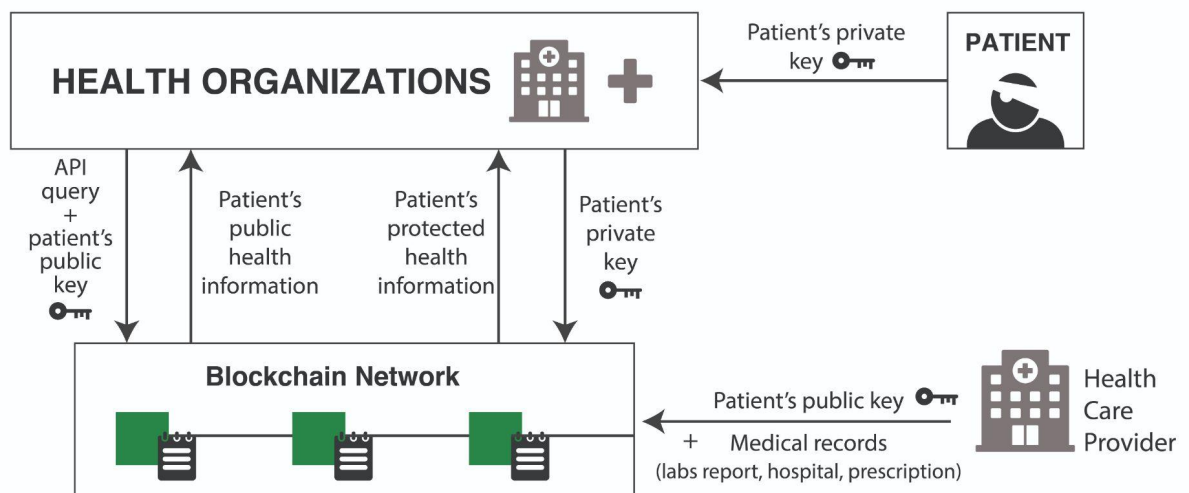 HEALTH ORGANIZATIONS
Patient's private
key
PATIENT
API
query
+
patient's
public
key
Patient's
public
health
information
Patient's
protected
health
information
Patient's
private
key
Blockchain Network
Patient's public key
+ Medical records
(labs report, hospital, prescription)
Health
Care
Provider